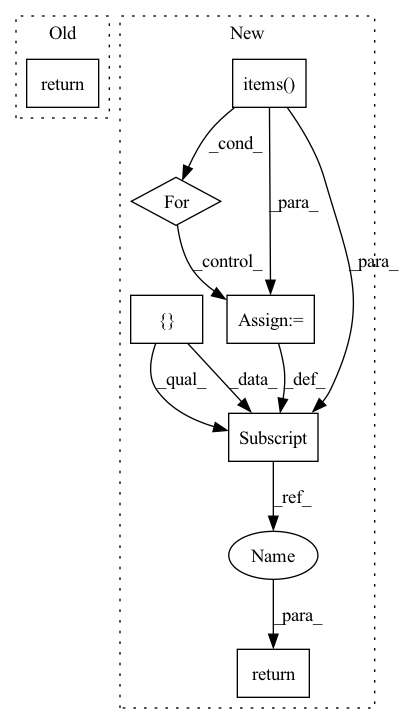 Old
New
return
items()
_cond_
For
_para_
_control_
_para_
{}
Assign:=
_qual_
_data_
_def_
Subscript
_ref_
Name
_para_
return